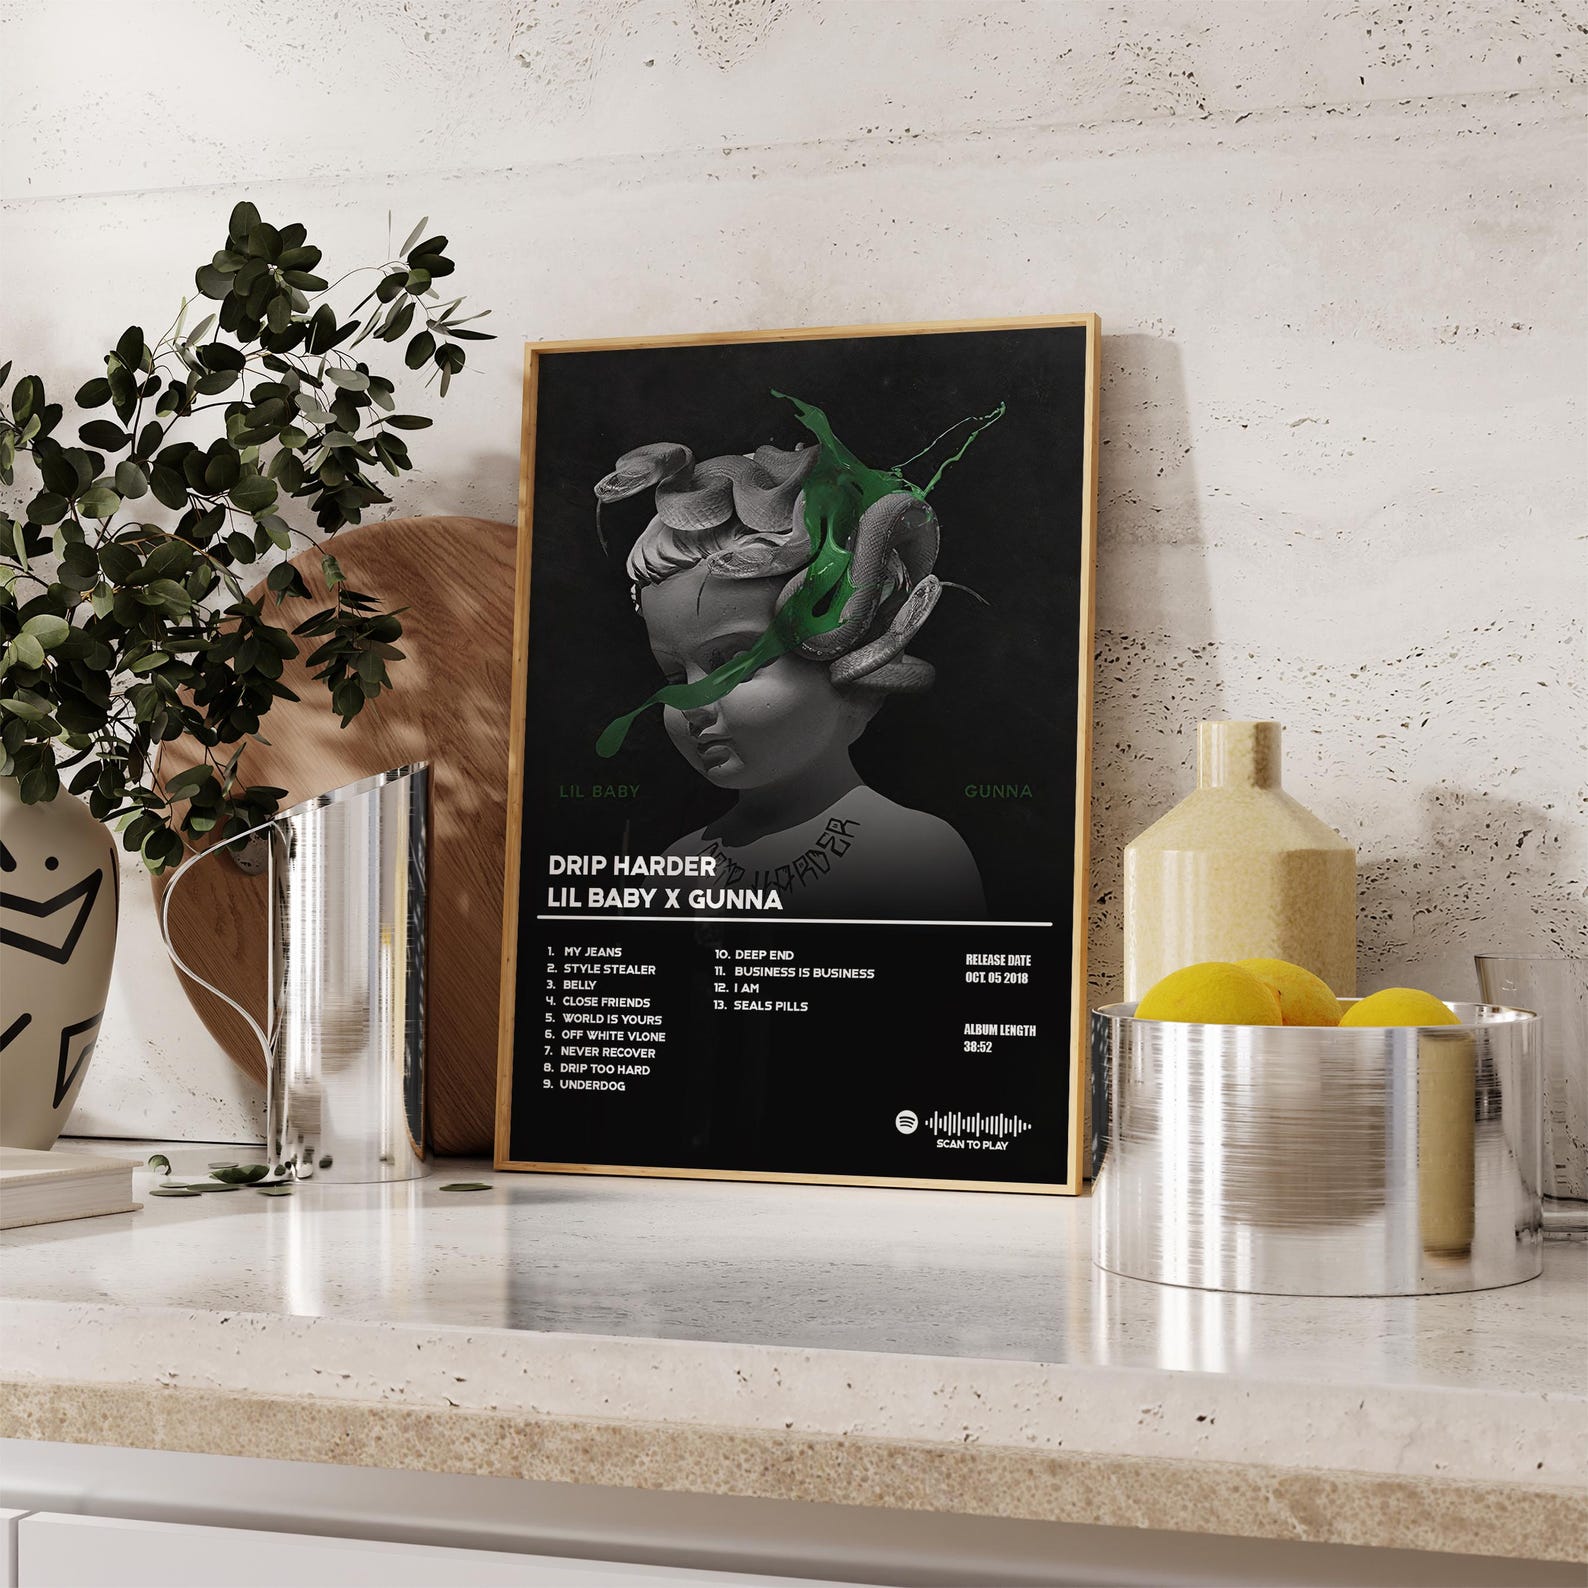 LIL BABY
GUNNA
DRIP HARDER
DRIP HARDER
LIL BABY X GUNNA
1. MY JEANS
2. STYLE STEALER
3. BELLY
4. CLOSE FRIENDS
5. WORLD IS YOURS
6. OFF WHITE VLONE
7. NEVER RECOVER
8. DRIP TOO HARD
9. UNDERDOG
10. DEEP END
11. BUSINESS IS BUSINESS
12. I AM
13. SEALS PILLS
RELEASE DATE
OCT. 05 2018
ALBUM LENGTH
38:52
SCAN TO PLAY